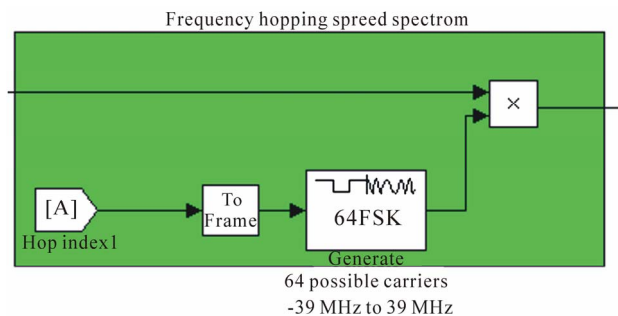 Frequency hopping spreed spectrom
×
[A]
Hop index1
To
Frame
64FSK
Generate
64 possible carriers
-39 MHz to 39 MHz